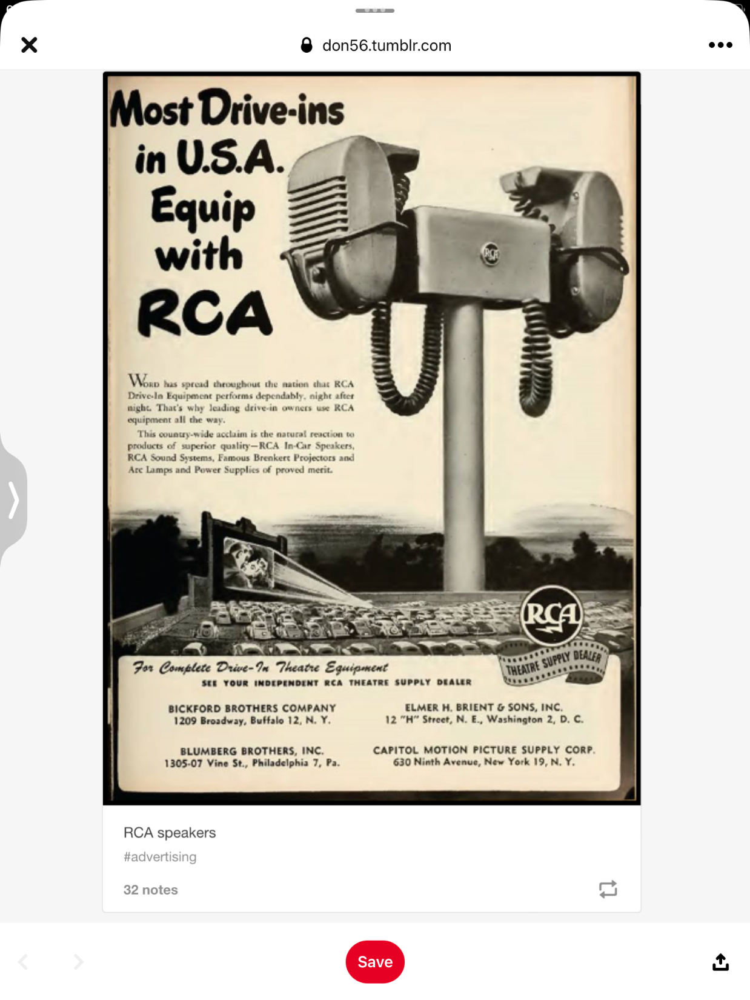 don56.tumblr.com
Most Drive-ins
in U.S.A.
Equip
with
RCA
RCA
WORD has spread throughout the nation that RCA
Drive-In Equipment performs dependably, night after
night. That's why leading drive-in owners use RCA
equipment all the way.
This country-wide acclaim is the natural reaction to
products of superior quality—RCA In-Car Speakers,
RCA Sound Systems, Famous Brenkert Projectors and
Arc Lamps and Power Supplies of proved merit.
RCA
THEATRE SUPPLY DEALER
For Complete Drive-In Theatre Equipment
SEE YOUR INDEPENDENT RCA THEATRE SUPPLY DEALER
BICKFORD BROTHERS COMPANY
1209 Broadway, Buffalo 12, N. Y.
ELMER H. BRIENT & SONS, INC.
12 "H" Street, N. E., Washington 2, D. C.
BLUMBERG BROTHERS, INC.
1305-07 Vine St., Philadelphia 7, Pa.
CAPITOL MOTION PICTURE SUPPLY CORP.
630 Ninth Avenue, New York 19, N. Y.
RCA speakers
#advertising
32 notes
Save